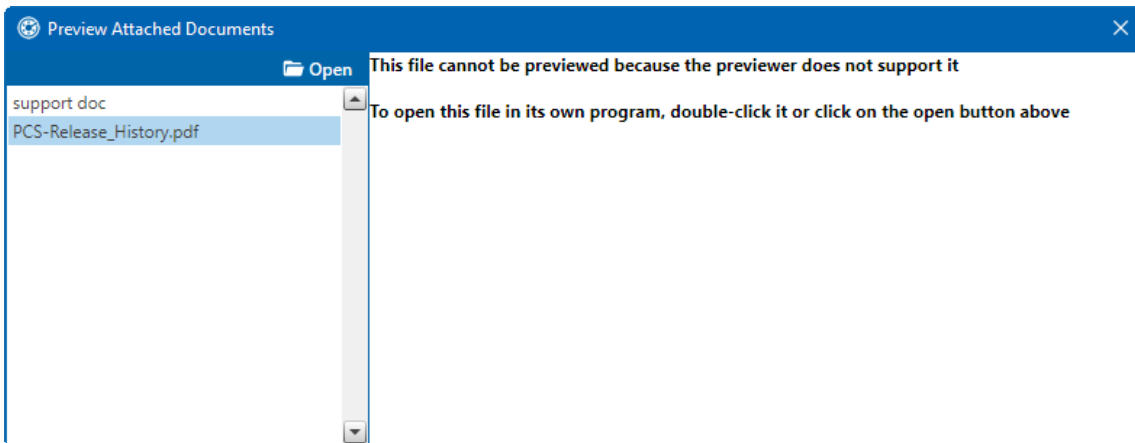 Preview Attached Documents
Open
This file cannot be previewed because the previewer does not support it
To open this file in its own program, double-click it or click on the open button above
support doc
PCS-Release_History.pdf